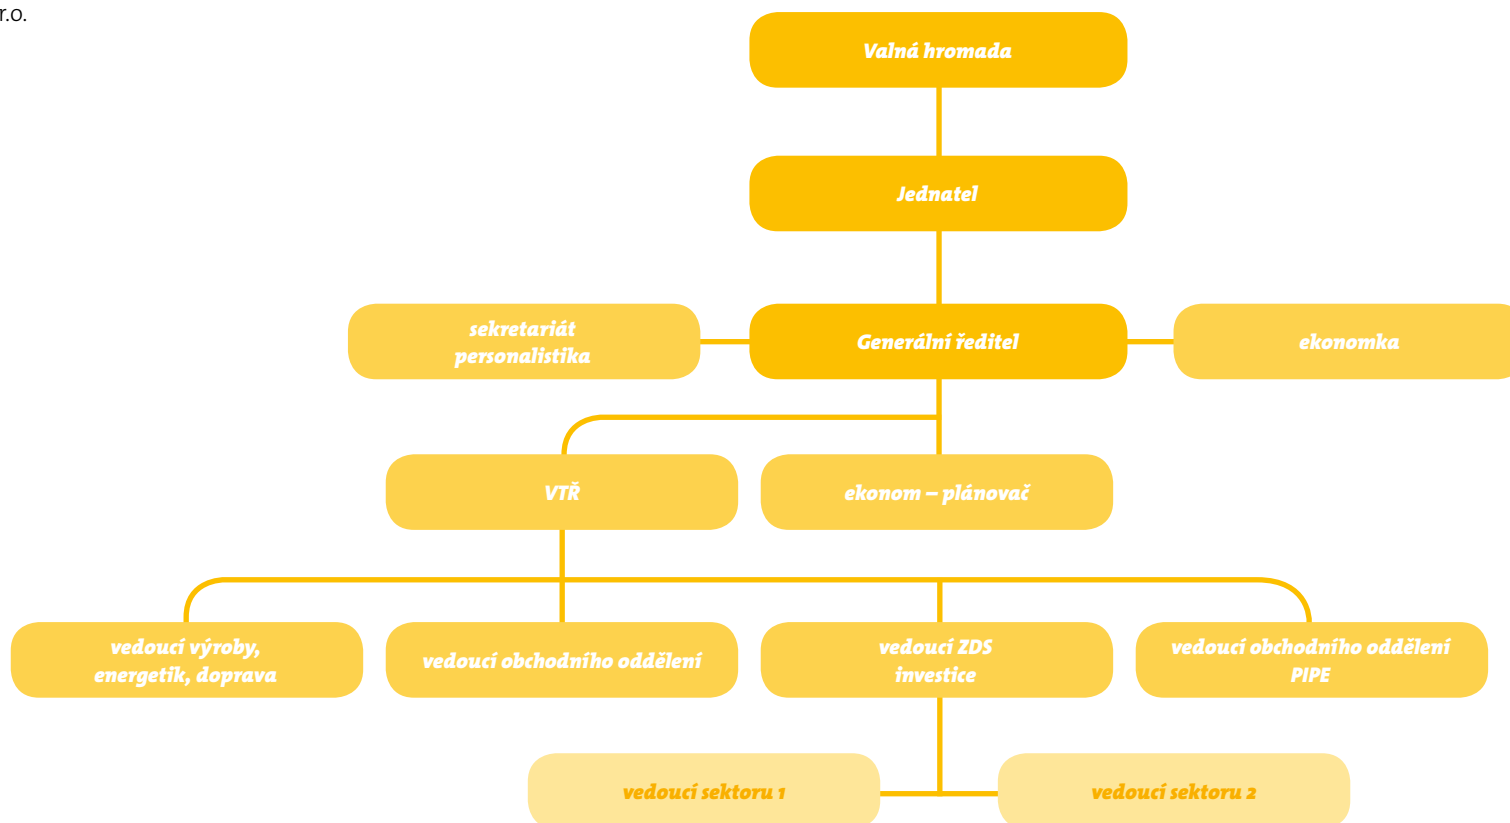 r.o.
Valná hromada
Jednatel
sekretariát
personalistika
Generální ředitel
ekonomka
VTŘ
ekonom – plánovač
vedoucí výroby,
energetik, doprava
vedoucí obchodního oddělení
vedoucí ZDS
investice
vedoucí obchodního oddělení
PIPE
vedoucí sektoru 1
vedoucí sektoru 2